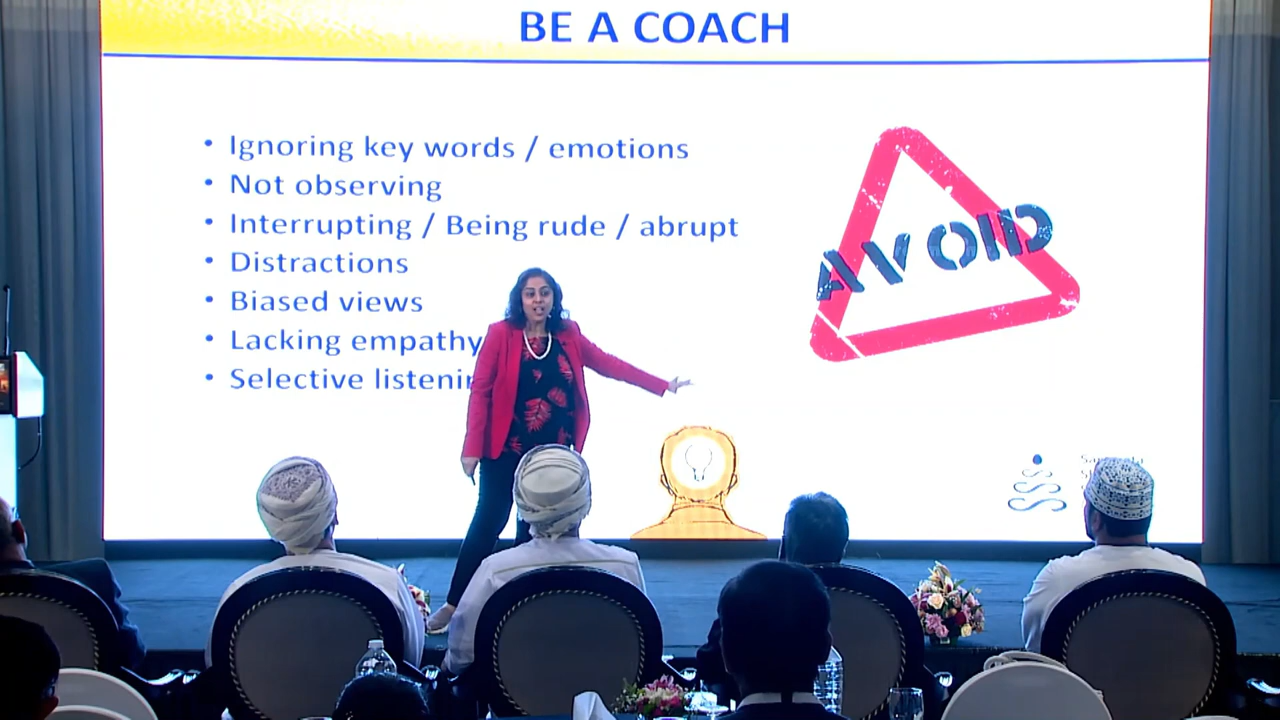 BE A COACH
• Ignoring key words / emotions
• Not observing
• Interrupting / Being rude / abrupt
• Distractions
• Biased views
• Lacking empathy
• Selective
AVOID